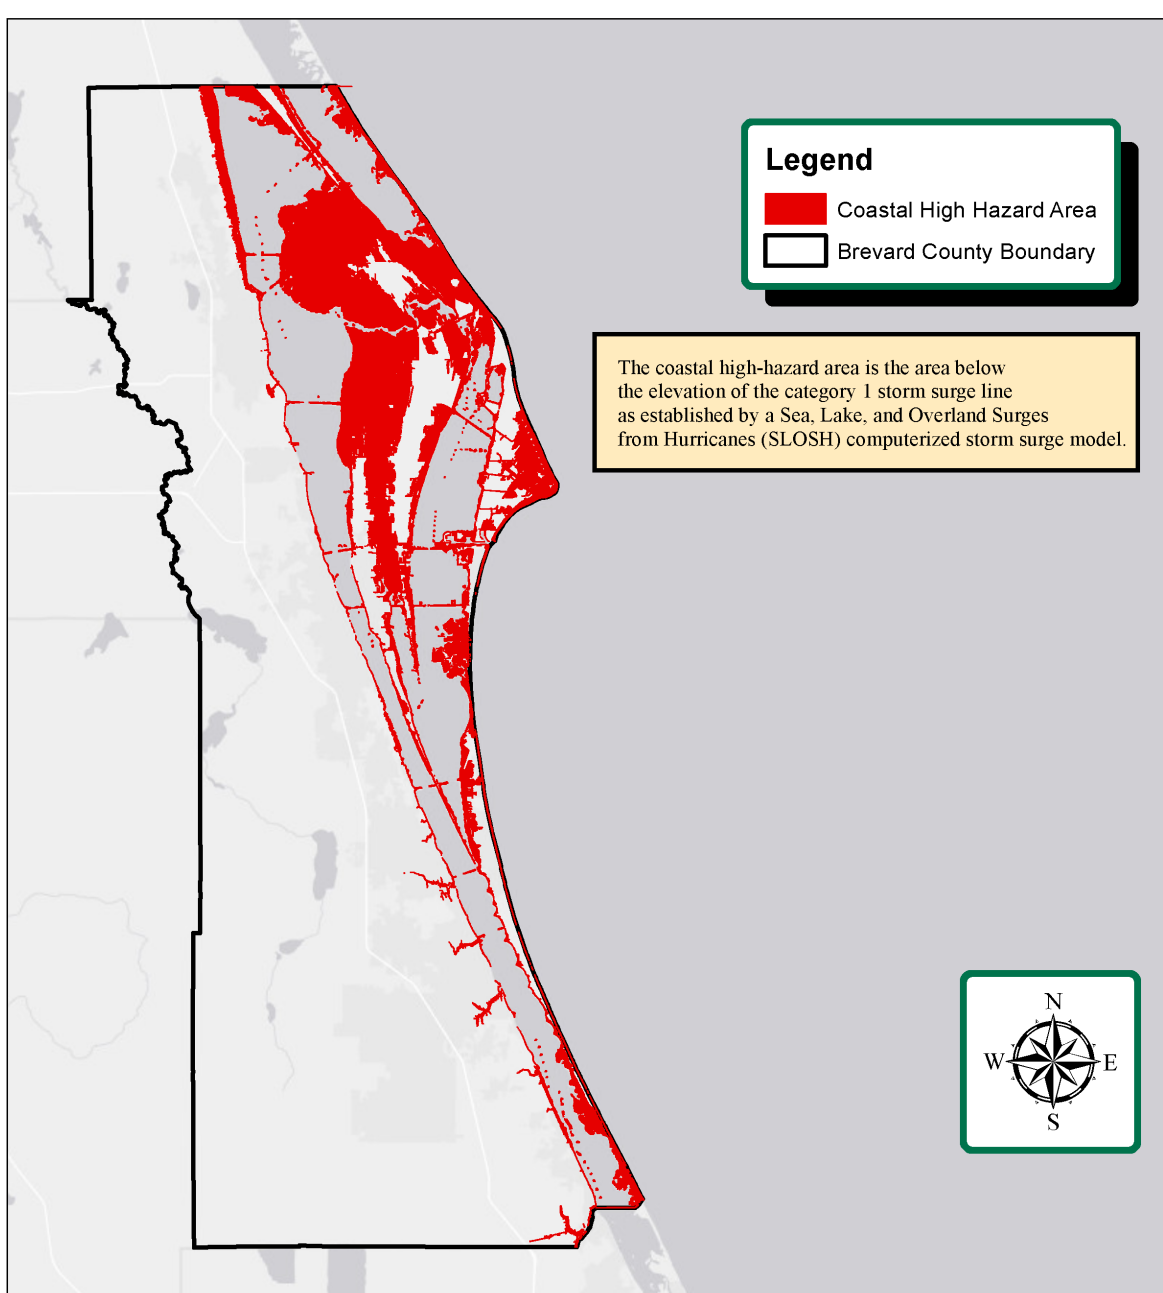 Legend
Coastal High Hazard Area
Brevard County Boundary
The coastal high-hazard area is the area below
the elevation of the category 1 storm surge line
as established by a Sea, Lake, and Overland Surges
from Hurricanes (SLOSH) computerized storm surge model.
N
W E
S